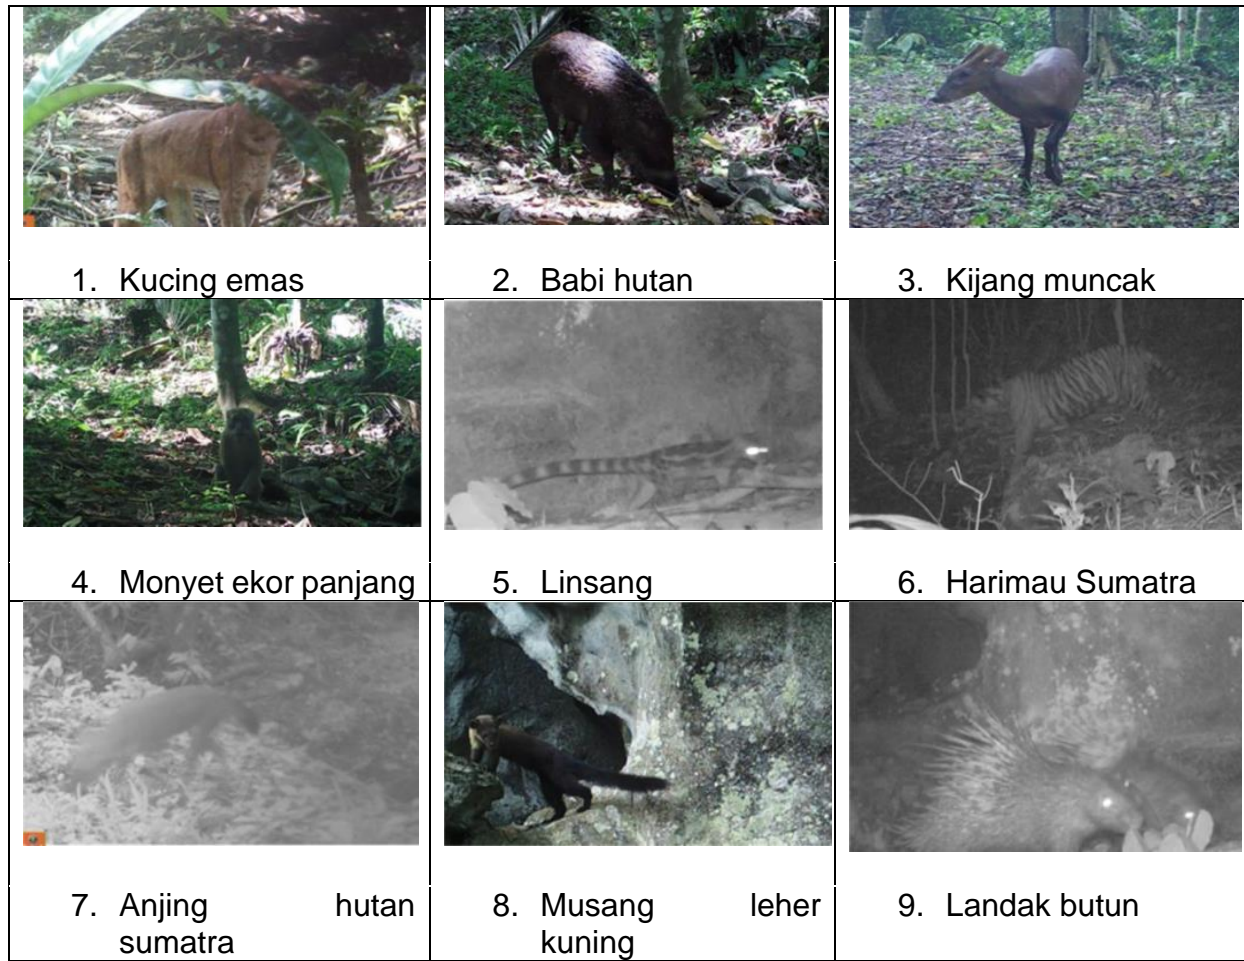 1. Kucing emas
2. Babi hutan
3. Kijang muncak
4. Monyet ekor panjang
5. Linsang
6. Harimau Sumatra
7. Anjing hutan
sumatra
8. Musang leher
kuning
9. Landak butun